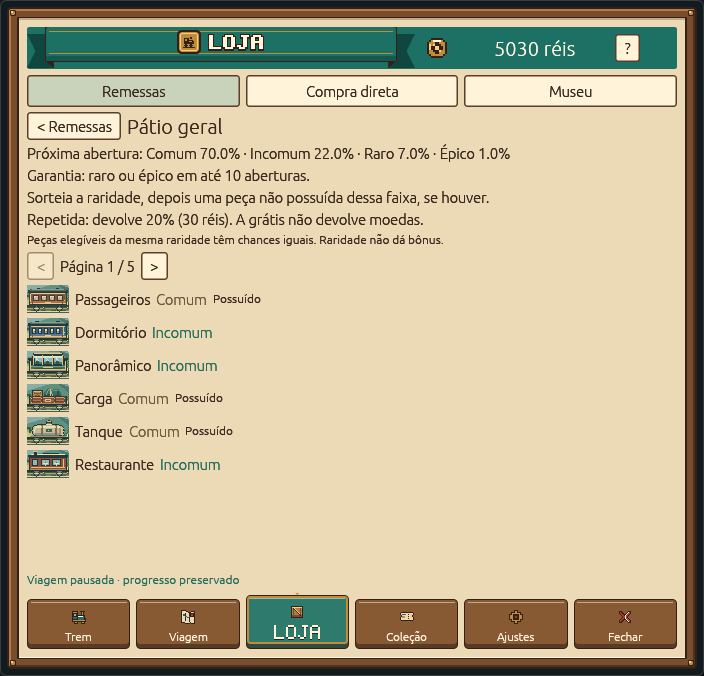 LOJA
5030 réis
?
Remessas
Compra direta
Museu
< Remessas
Pátio geral
Próxima abertura: Comum 70.0% · Incomum 22.0% · Raro 7.0% · Épico 1.0%
Garantia: raro ou épico em até 10 aberturas.
Sorteia a raridade, depois uma peça não possuída dessa faixa, se houver.
Repetida: devolve 20% (30 réis). A grátis não devolve moedas.
Peças elegíveis da mesma raridade têm chances iguais. Raridade não dá bônus.
< Página 1 / 5 >
Passageiros Comum Possuído
Dormitório Incomum
Panorâmico Incomum
Carga Comum Possuído
Tanque Comum Possuído
Restaurante Incomum
Viagem pausada · progresso preservado
Trem
Viagem
LOJA
Coleção
Ajustes
Fechar